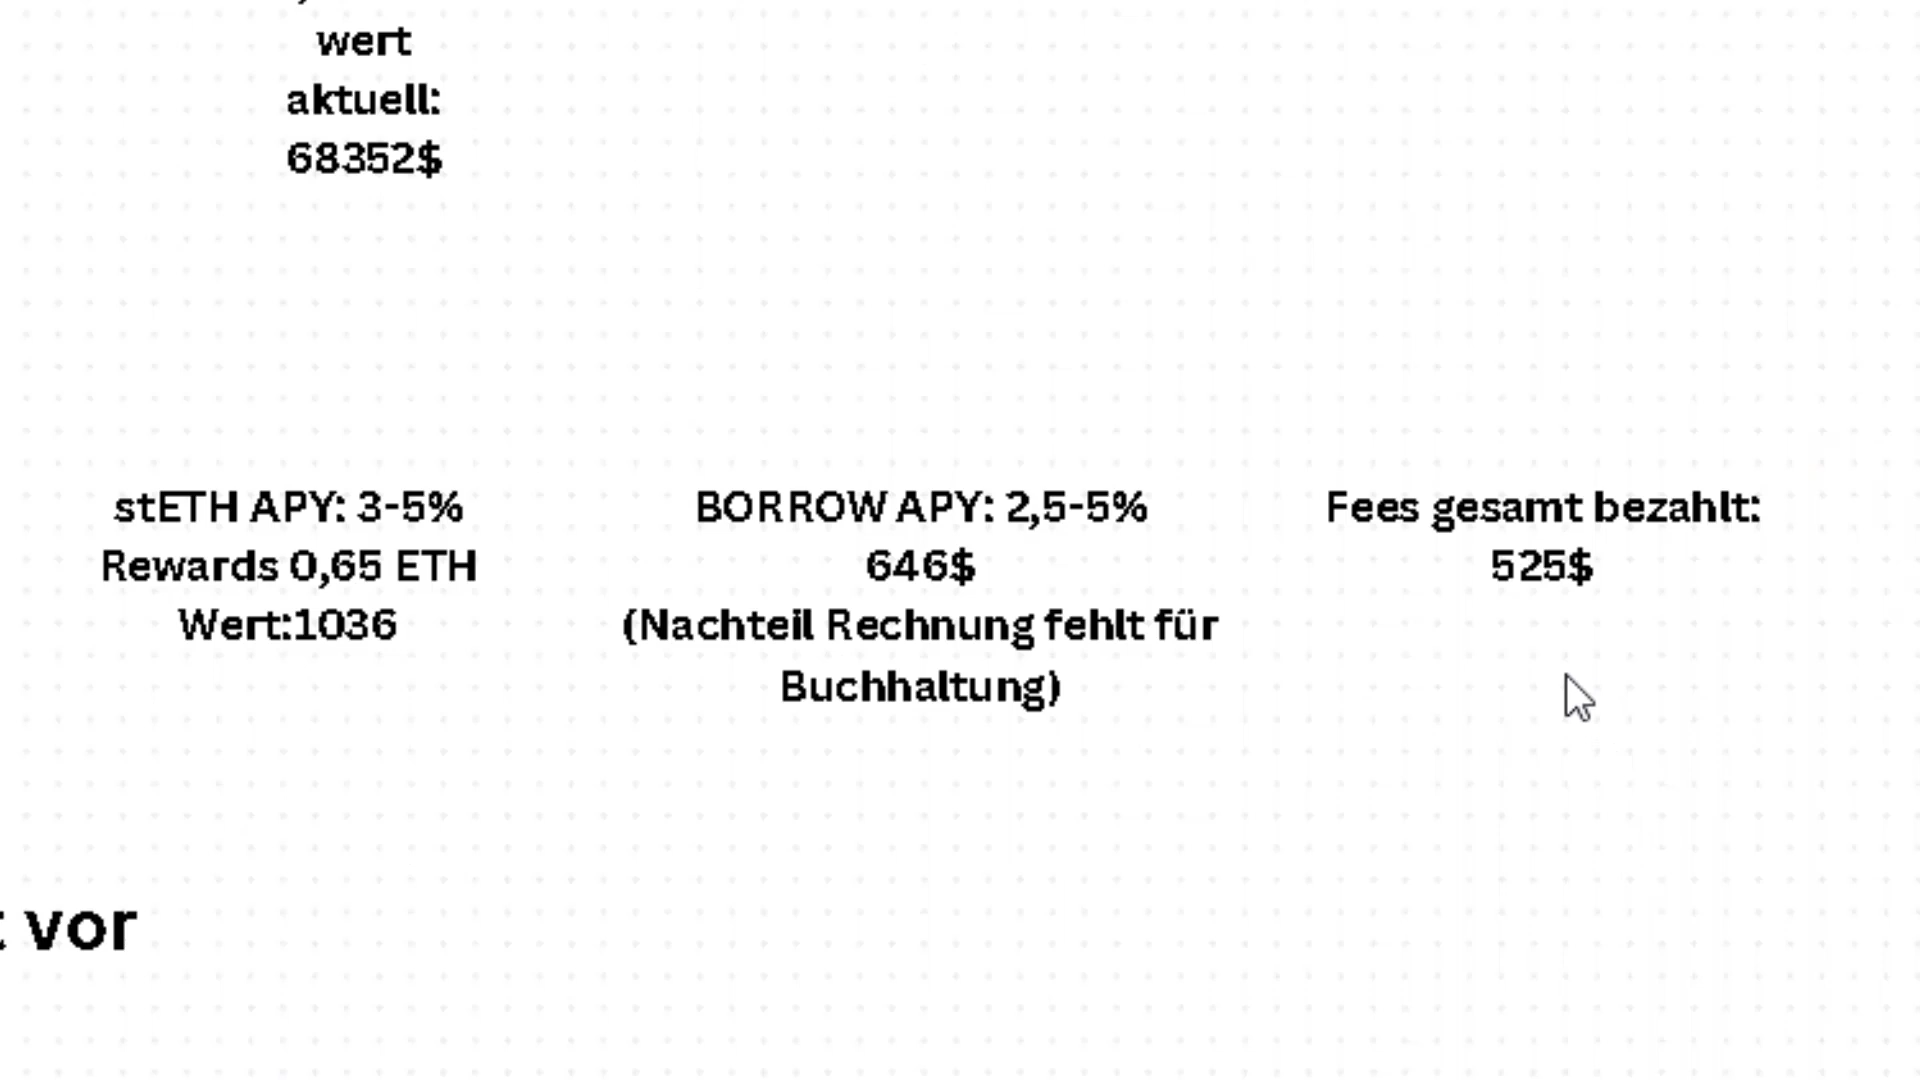 wert
aktuell:
68352$
stETH APY: 3-5%
Rewards 0,65 ETH
Wert:1036
BORROW APY: 2,5-5%
646$
(Nachteil Rechnung fehlt für
Buchhaltung)
Fees gesamt bezahlt:
525$
vor